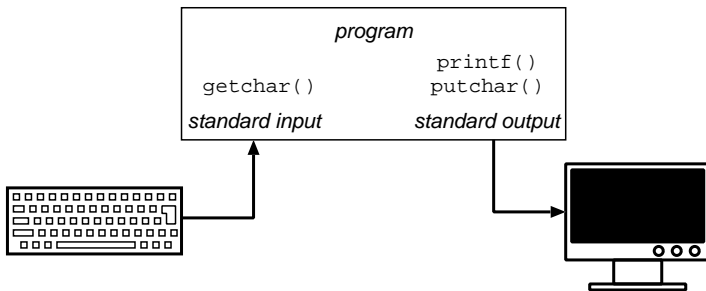 program
printf()
getchar() putchar()
standard input standard output